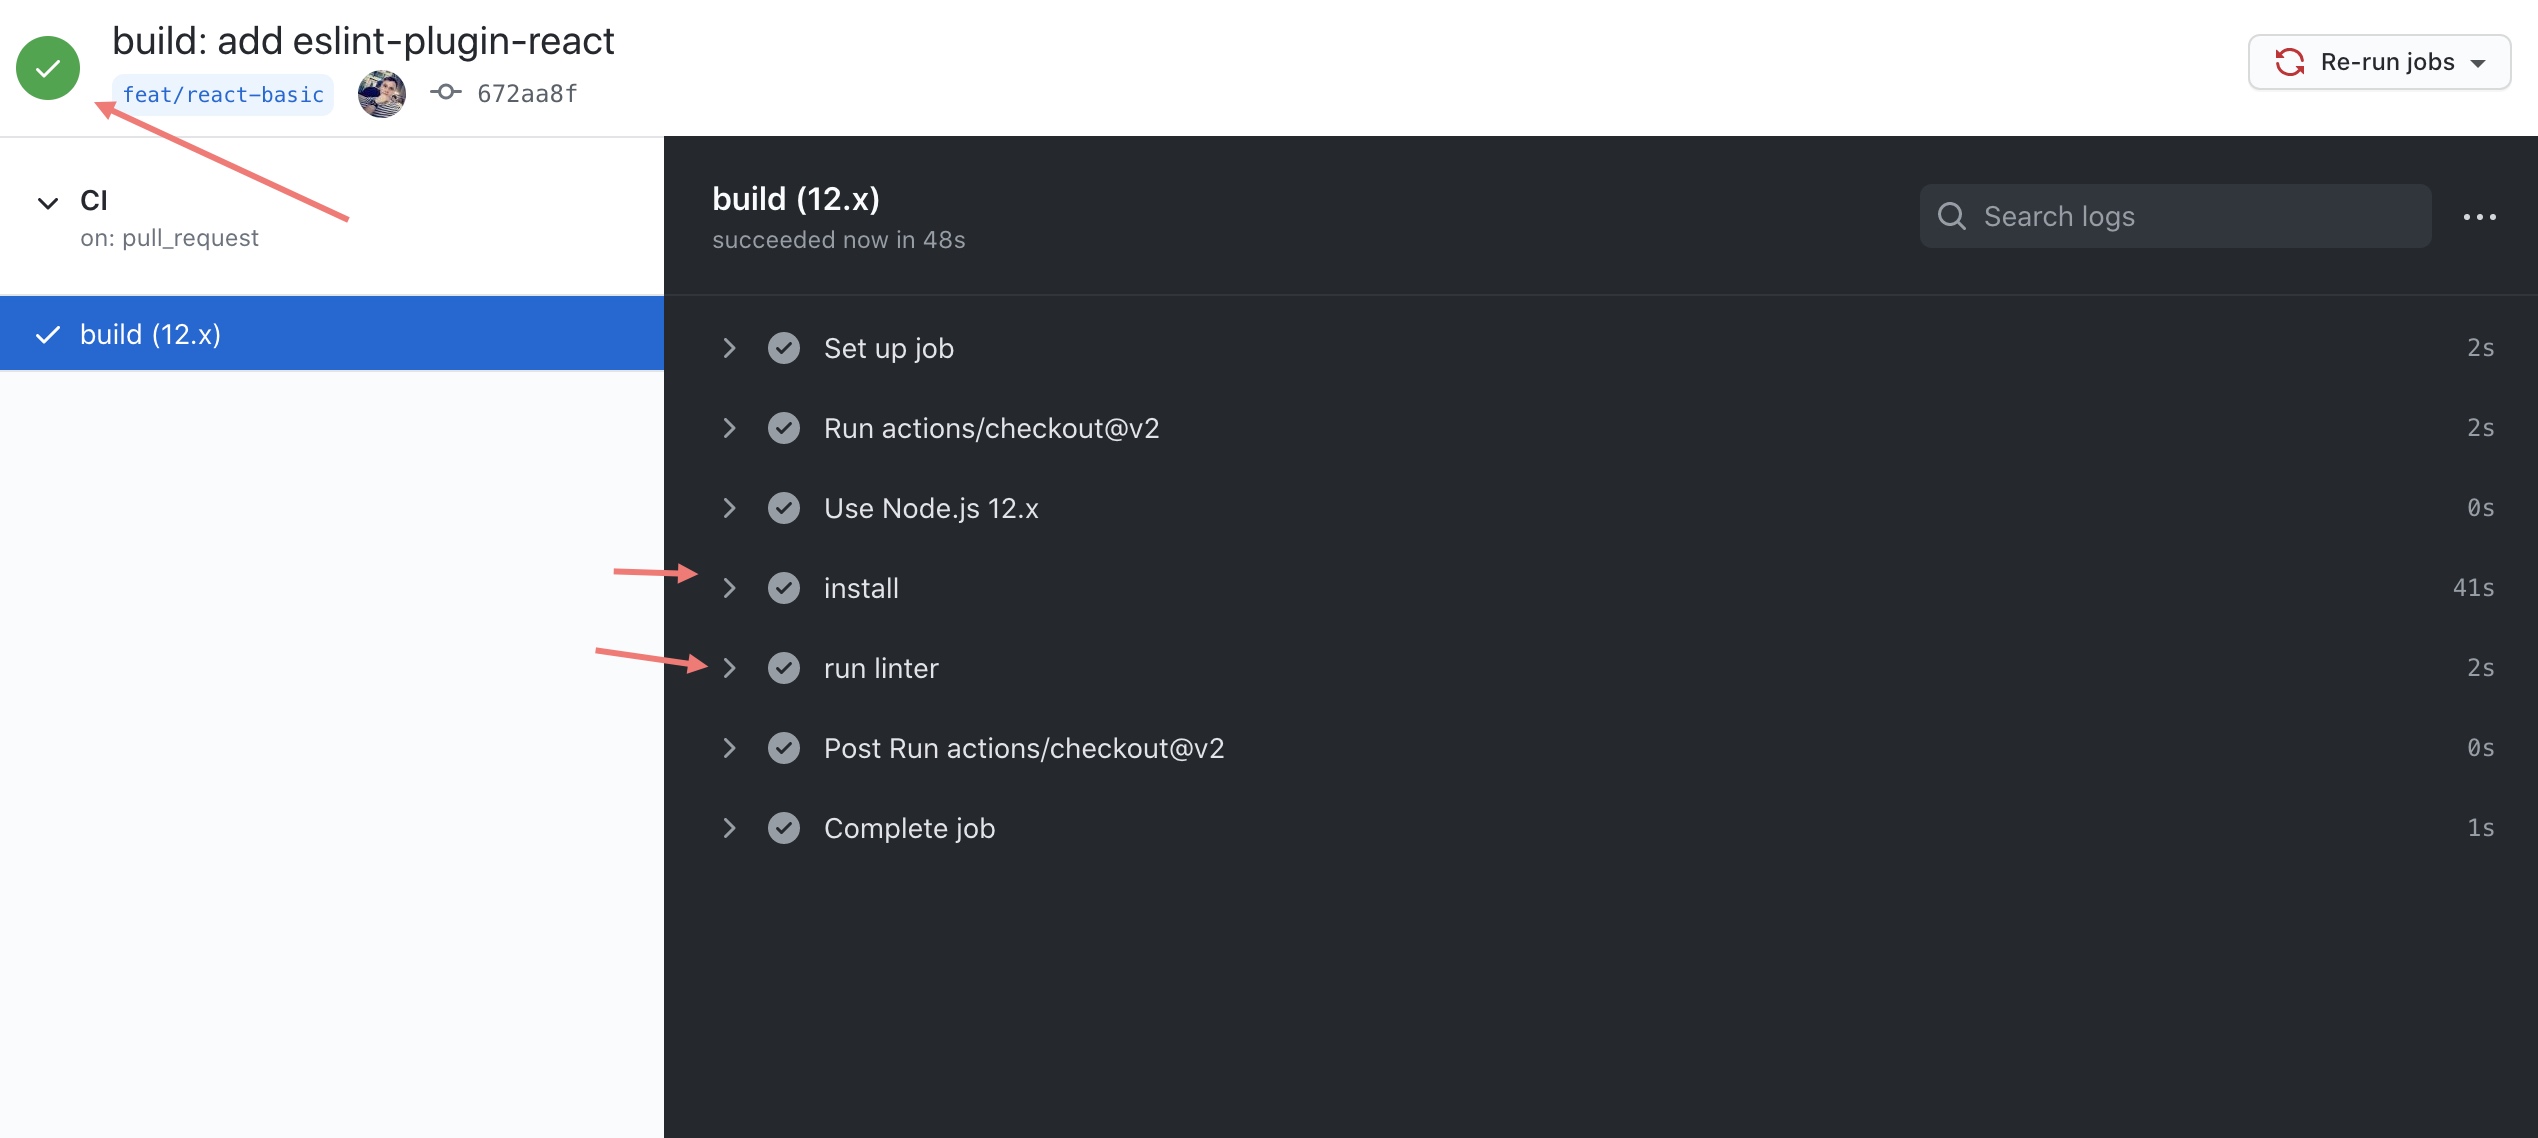 build: add eslint-plugin-react
feat/react-basic
672aa8f
Re-run jobs
CI
on: pull_request
build (12.x)
build (12.x)
succeeded now in 48s
Search logs
Set up job 2s
Run actions/checkout@v2 2s
Use Node.js 12.x 0s
install 41s
run linter 2s
Post Run actions/checkout@v2 0s
Complete job 1s